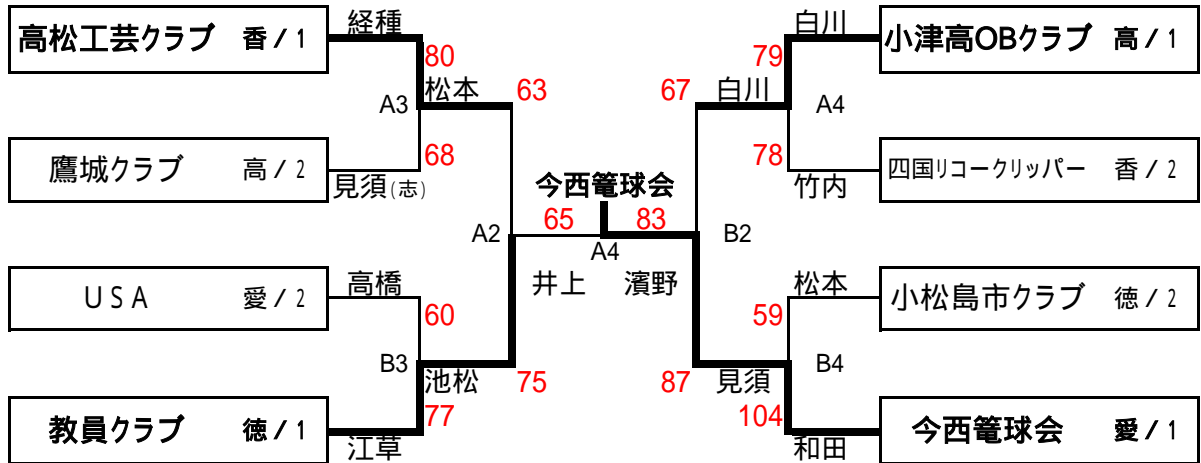 高松工芸クラブ 香/1
経種
80
A3
松本
63
68
鷹城クラブ 高/2
見須(志)
白川
小津高OBクラブ 高/1
79
67
白川
A4
78
四国リコークリッパー 香/2
竹内
今西篭球会
A2
65
83
B2
A4
井上
濱野
USA 愛/2
高橋
60
B3
池松
75
77
教員クラブ 徳/1
江草
松本
小松島市クラブ 徳/2
59
B4
87
見須
104
今西篭球会 愛/1
和田